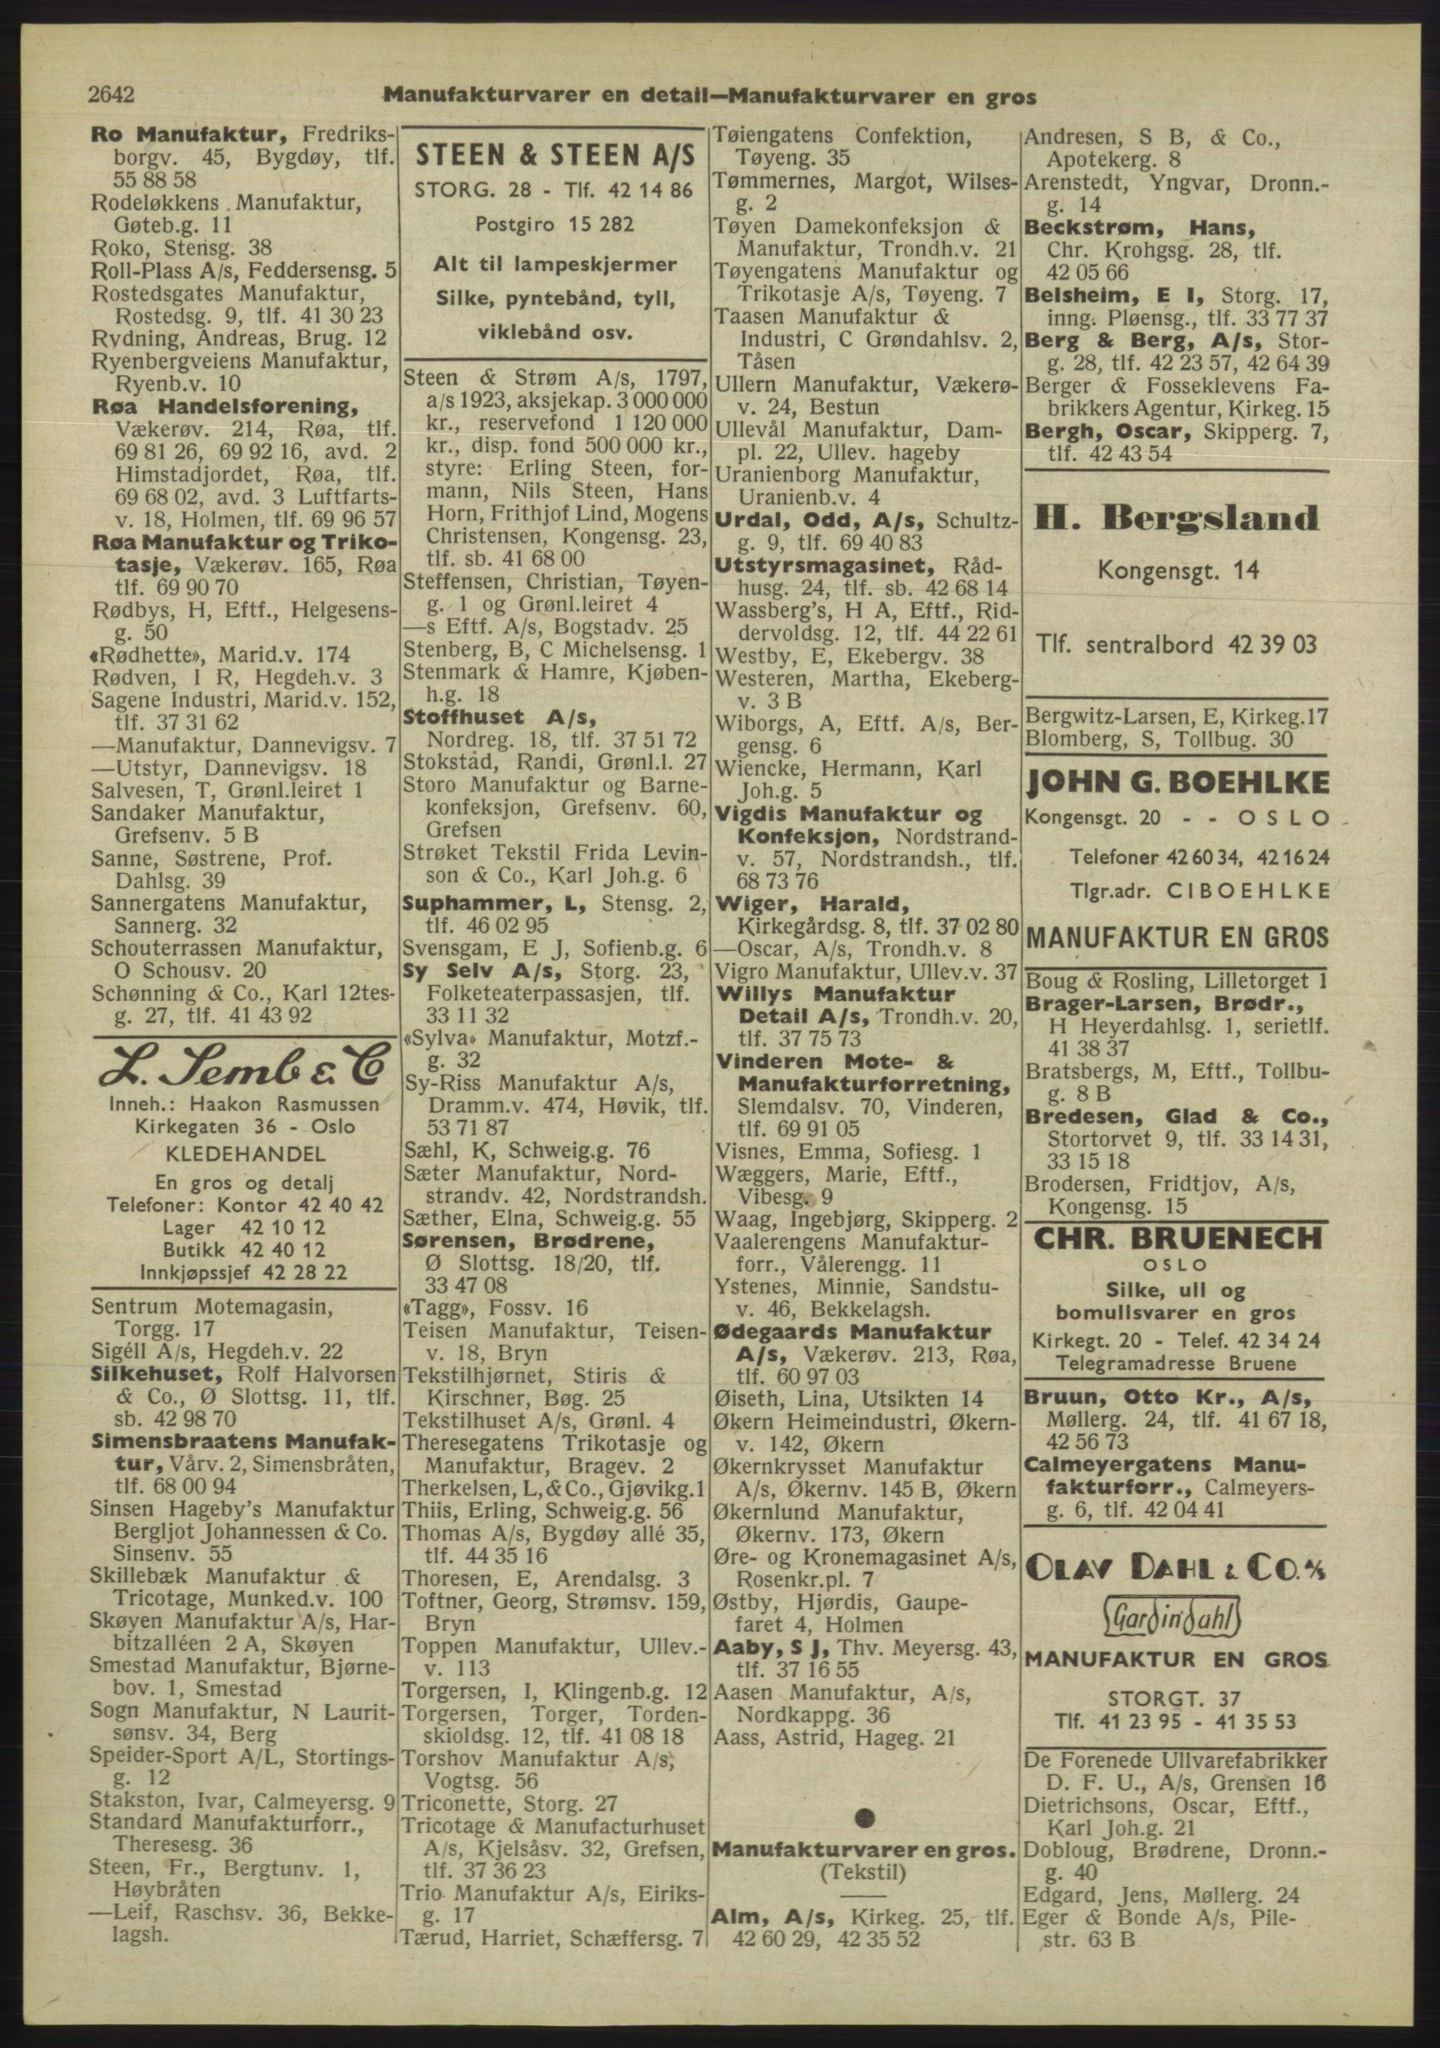 2642
Manufakturvarer en detail—Manufakturvarer en gros
Ro Manufaktur, Fredriks-
borgv. 45, Bygdøy, tlf.
55 88 58
Rodeløkkens Manufaktur,
Gøteb.g. 11
Roko, Stensg. 38
Roll-Plass A/s, Feddersensg. 5
Rostedsgates Manufaktur,
Rostedsg. 9, tlf. 41 30 23
Rydning, Andreas, Brug. 12
Ryenbergveiens Manufaktur,
Ryenb.v. 10
Røa Handelsforening,
Vækerøv. 214, Røa, tlf.
69 81 26, 69 92 16, avd. 2
Himstadjordet, Røa, tlf.
69 68 02, avd. 3 Luftfarts-
v. 18, Holmen, tlf. 69 96 57
Røa Manufaktur og Triko-
tasje, Vækerøv. 165, Røa
tlf. 69 90 70
Rødbys, H, Eftf., Helgesens-
g. 50
«Rødhette», Marid.v. 174
Rødven, I R, Hegdeh.v. 3
Sagene Industri, Marid.v. 152,
tlf. 37 31 62
—Manufaktur, Dannevigsv. 7
—Utstyr, Dannevigsv. 18
Salvesen, T, Grønl.leiret 1
Sandaker Manufaktur,
Grefsenv. 5 B
Sanne, Søstrene, Prof.
Dahlsg. 39
Sannergatens Manufaktur,
Sannerg. 32
Schouterrassen Manufaktur,
O Schousv. 20
Schønning & Co., Karl 12tes-
g. 27, tlf. 41 43 92
L. Semb & C
Inneh.: Haakon Rasmussen
Kirkegaten 36 - Oslo
KLEDEHANDEL
En gros og detalj
Telefoner: Kontor 42 40 42
Lager 42 10 12
Butikk 42 40 12
Innkjøpssjef 42 28 22
Sentrum Motemagasin,
Torgg. 17
Sigéll A/s, Hegdeh.v. 22
Silkehuset, Rolf Halvorsen
& Co., Ø Slottsg. 11, tlf.
sb. 42 98 70
Simensbraatens Manufak-
tur, Vårv. 2, Simensbråten,
tlf. 68 00 94
Sinsen Hageby's Manufaktur
Bergljot Johannessen & Co.
Sinsenv. 55
Skillebæk Manufaktur &
Tricotage, Munked.v. 100
Skøyen Manufaktur A/s, Har-
bitzalléen 2 A, Skøyen
Smestad Manufaktur, Bjørne-
bov. 1, Smestad
Sogn Manufaktur, N Laurit-
sønsv. 34, Berg
Speider-Sport A/L, Stortings-
g. 12
Stakston, Ivar, Calmeyersg. 9
Standard Manufakturforr.,
Theresesg. 36
Steen, Fr., Bergtunv. 1,
Høybråten
—Leif, Raschsv. 36, Bekke-
lagsh.
STEEN & STEEN A/S
STORG. 28 - Tlf. 42 14 86
Postgiro 15 282
Alt til lampeskjermer
Silke, pyntebånd, tyll,
viklebånd osv.
Steen & Strøm A/s, 1797,
a/s 1923, aksjekap. 3 000 000
kr., reservefond 1 120 000
kr., disp. fond 500 000 kr.,
styre: Erling Steen, for-
mann, Nils Steen, Hans
Horn, Frithjof Lind, Mogens
Christensen, Kongensg. 23,
tlf. sb. 41 68 00
Steffensen, Christian, Tøyen-
g. 1 og Grønl.leiret 4
—s Eftf. A/s, Bogstadv. 25
Stenberg, B, C Michelsensg. 1
Stenmark & Hamre, Kjøben-
h.g. 18
Stoffhuset A/s,
Nordreg. 18, tlf. 37 51 72
Stokstad, Randi, Grønl.l. 27
Storo Manufaktur og Barne-
konfeksjon, Grefsenv. 60,
Grefsen
Strøket Tekstil Frida Levin-
son & Co., Karl Joh.g. 6
Suphammer, L, Stensg. 2,
tlf. 46 02 95
Svensgam, E J, Sofienb.g. 6
Sy Selv A/s, Storg. 23,
Folketeaterpassasjen, tlf.
33 11 32
«Sylva» Manufaktur, Motzf.-
g. 32
Sy-Riss Manufaktur A/s,
Dramm.v. 474, Høvik, tlf.
53 71 87
Sæhl, K, Schweig.g. 76
Sæter Manufaktur, Nord-
strandv. 42, Nordstrandsh.
Sæther, Elna, Schweig.g. 55
Sørensen, Brødrene,
Ø Slottsg. 18/20, tlf.
33 47 08
«Tagg», Fossv. 16
Teisen Manufaktur, Teisen-
v. 18, Bryn
Tekstilhjørnet, Stiris &
Kirschner, Bøg. 25
Tekstilhuset A/s, Grønl. 4
Theresegatens Trikotasje og
Manufaktur, Bragev. 2
Therkelsen, L, & Co., Gjøvikg.1
Thiis, Erling, Schweig.g. 56
Thomas A/s, Bygdøy allé 35,
tlf. 44 35 16
Thoresen, E, Arendalsg. 3
Toftner, Georg, Strømsv. 159,
Bryn
Toppen Manufaktur, Ullev.-
v. 113
Torgersen, I, Klingenb.g. 12
Torgersen, Torger, Torden-
skioldsg. 12, tlf. 41 08 18
Torshov Manufaktur A/s,
Vogtsg. 56
Triconette, Storg. 27
Tricotage & Manufacturhuset
A/s, Kjelsåsv. 32, Grefsen,
tlf. 37 36 23
Trio Manufaktur A/s, Eiriks-
g. 17
Tærud, Harriet, Schæffersg. 7
Tøiengatens Confektion,
Tøyeng. 35
Tømmernes, Margot, Wilses-
g. 2
Tøyen Damekonfeksjon &
Manufaktur, Trondh.v. 21
Tøyengatens Manufaktur og
Trikotasje A/s, Tøyeng. 7
Taasen Manufaktur &
Industri, C Grøndahlsv. 2,
Tåsen
Ullern Manufaktur, Vækerø-
v. 24, Bestun
Ullevål Manufaktur, Dam-
pl. 22, Ullev. hageby
Uranienborg Manufaktur,
Uranienb.v. 4
Urdal, Odd, A/s, Schultz-
g. 9, tlf. 69 40 83
Utstyrsmagasinet, Råd-
husg. 24, tlf. sb. 42 68 14
Wassberg's, H A, Eftf., Rid-
dervoldsg. 12, tlf. 44 22 61
Westby, E, Ekebergv. 38
Westeren, Martha, Ekeberg-
v. 3 B
Wiborgs, A, Eftf. A/s, Ber-
gensg. 6
Wiencke, Hermann, Karl
Joh.g. 5
Vigdis Manufaktur og
Konfeksjon, Nordstrand-
v. 57, Nordstrandsh., tlf.
68 73 76
Wiger, Harald,
Kirkegårdsg. 8, tlf. 37 02 80
—Oscar, A/s, Trondh.v. 8
Vigro Manufaktur, Ullev.v. 37
Willys Manufaktur
Detail A/s, Trondh.v. 20,
tlf. 37 75 73
Vinderen Mote- &
Manufakturforretning,
Slemdalsv. 70, Vinderen,
tlf. 69 91 05
Visnes, Emma, Sofiesg. 1
Wæggers, Marie, Eftf.,
Vibesg. 9
Waag, Ingebjørg, Skipperg. 2
Vaalerengens Manufaktur-
forr., Vålerengg. 11
Ystenes, Minnie, Sandstu-
v. 46, Bekkelagsh.
Ødegaards Manufaktur
A/s, Vækerøv. 213, Røa,
tlf. 60 97 03
Øiseth, Lina, Utsikten 14
Økern Heimeindustri, Økern-
v. 142, Økern
Økernkrysset Manufaktur
A/s, Økernv. 145 B, Økern
Økernlund Manufaktur,
Økernv. 173, Økern
Øre- og Kronemagasinet A/s,
Rosenkr.pl. 7
Østby, Hjørdis, Gaupe-
faret 4, Holmen
Aaby, S J, Thv. Meyersg. 43,
tlf. 37 16 55
Aasen Manufaktur, A/s,
Nordkappg. 36
Aass, Astrid, Hageg. 21
Manufakturvarer en gros.
(Tekstil)
Alm, A/s, Kirkeg. 25, tlf.
42 60 29, 42 35 52
Andresen, S B, & Co.,
Apotekerg. 8
Arenstedt, Yngvar, Dronn.-
g. 14
Beckstrøm, Hans,
Chr. Krohgsg. 28, tlf.
42 05 66
Belsheim, E I, Storg. 17,
inng. Pløensg., tlf. 33 77 37
Berg & Berg, A/s, Stor-
g. 28, tlf. 42 23 57, 42 64 39
Berger & Fosseklevens Fa-
brikkers Agentur, Kirkeg. 15
Bergh, Oscar, Skipperg. 7,
tlf. 42 43 54
H. Bergsland
Kongensgt. 14
Tlf. sentralbord 42 39 03
Bergwitz-Larsen, E, Kirkeg.17
Blomberg, S, Tollbug. 30
JOHN G. BOEHLKE
Kongensgt. 20 - - OSLO
Telefoner 42 60 34, 42 16 24
Tlgr.adr. CIBOEHLKE
MANUFAKTUR EN GROS
Boug & Rosling, Lilletorget 1
Brager-Larsen, Brødr.,
H Heyerdahlsg. 1, serietlf.
41 38 37
Bratsbergs, M, Eftf., Tollbu-
g. 8 B
Bredesen, Glad & Co.,
Stortorvet 9, tlf. 33 14 31,
33 15 18
Brodersen, Fridtjov, A/s,
Kongensg. 15
CHR. BRUENECH
OSLO
Silke, ull og
bomullsvarer en gros
Kirkegt. 20 - Telef. 42 34 24
Telegramadresse Bruene
Bruun, Otto Kr., A/s,
Møllerg. 24, tlf. 41 67 18,
42 56 73
Calmeyergatens Manu-
fakturforr., Calmeyers-
g. 6, tlf. 42 04 41
OLAV DAHL & CO. A/S
Gardindahl
MANUFAKTUR EN GROS
STORGT. 37
Tlf. 41 23 95 - 41 35 53
De Forenede Ullvarefabrikker
D. F. U., A/s, Grensen 16
Dietrichsons, Oscar, Eftf.,
Karl Joh.g. 21
Dobloug, Brødrene, Dronn.-
g. 40
Edgard, Jens, Møllerg. 24
Eger & Bonde A/s, Pile-
str. 63 B